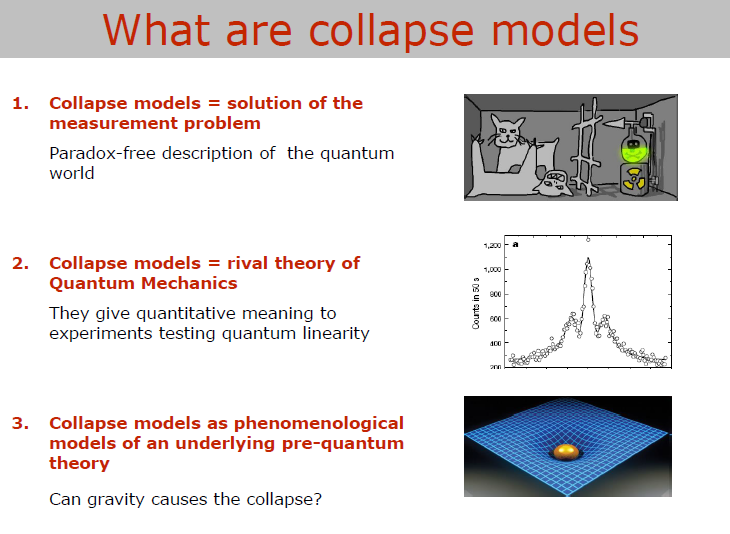 What are collapse models
1. Collapse models = solution of the
measurement problem
Paradox-free description of the quantum
world
2. Collapse models = rival theory of
Quantum Mechanics
They give quantitative meaning to
experiments testing quantum linearity
1,200
a
1,000
800
600
400
200
Counts in 50 s
3. Collapse models as phenomenological
models of an underlying pre-quantum
theory
Can gravity causes the collapse?